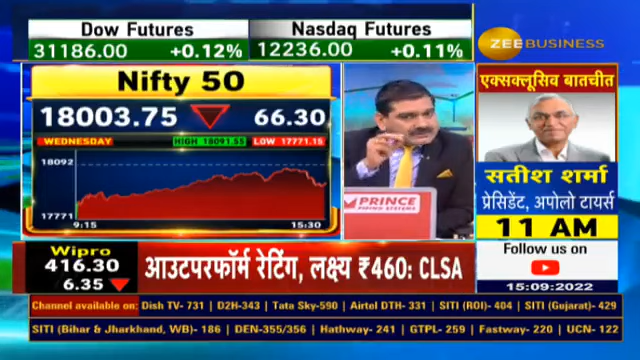 Dow Futures
31186.00 +0.12%
Nasdaq Futures
12236.00 +0.11%
ZEE BUSINESS
Nifty 50
18003.75 66.30
WEDNESDAY HIGH 18091.55 LOW 17771.15
18092
17771
9:15 15:30
PRINCE
PIPING SYSTEMS
एक्सक्लूसिव बातचीत
सतीश शर्मा
प्रेसिडेंट, अपोलो टायर्स
11 AM
Follow us on
15:09:2022
Wipro
416.30
6.35
आउटपरफॉर्म रेटिंग, लक्ष्य ₹460: CLSA
Channel available on: Dish TV- 731 | D2H-343 | Tata Sky-590 | Airtel DTH- 331 | SITI (ROI)- 404 | SITI (Gujarat)- 429
SITI (Bihar & Jharkhand, WB)- 186 | DEN-355/356 | Hathway- 241 | GTPL- 259 | Fastway- 220 | UCN- 122